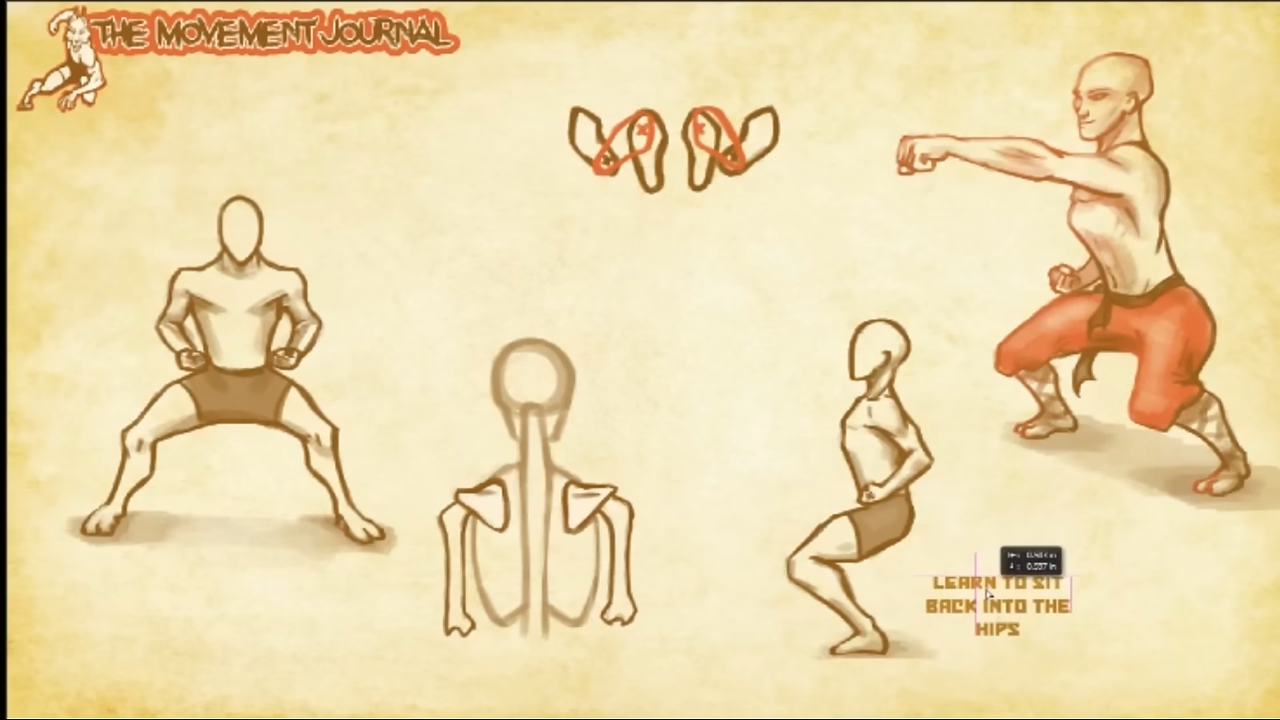 THE MOVEMENT JOURNAL
LEARN TO SIT
BACK INTO THE
HIPS